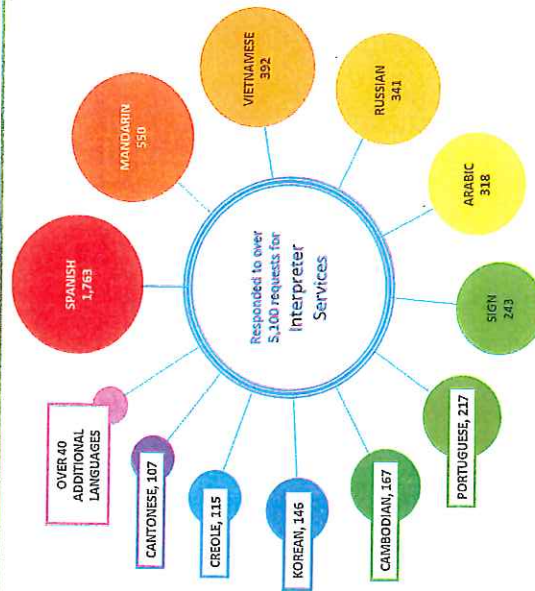 Responded to over
5,100 requests for
Interpreter
Services
SPANISH
1,763
MANDARIN
550
VIETNAMESE
392
RUSSIAN
341
ARABIC
318
SIGN
243
PORTUGUESE, 217
CAMBODIAN, 167
KOREAN, 146
CREOLE, 115
CANTONESE, 107
OVER 40
ADDITIONAL
LANGUAGES